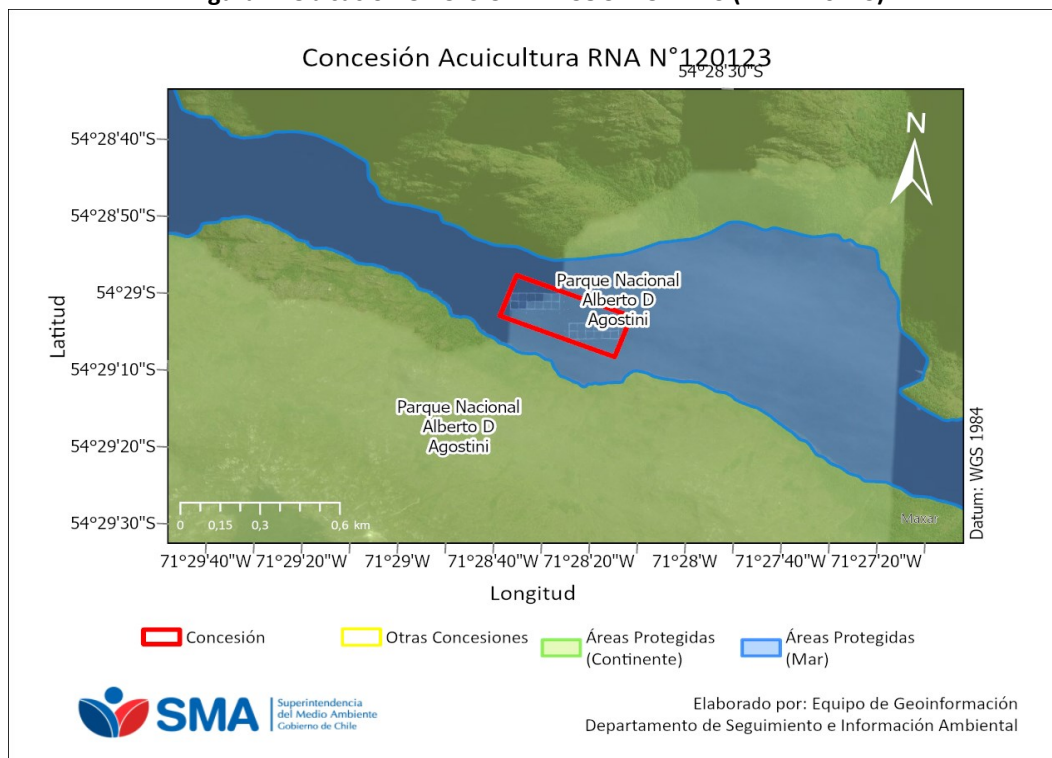 Concesión Acuicultura RNA N°120123
54°28'30"S
N
54°28'40"S
54°28'50"S
54°29'S
54°29'10"S
54°29'20"S
54°29'30"S
Latitud
Parque Nacional
Alberto D
Agostini
Parque Nacional
Alberto D
Agostini
Datum: WGS 1984
Maxar
0 0,15 0,3 0,6 km
71°29'40"W 71°29'20"W 71°29'W 71°28'40"W 71°28'20"W 71°28'W 71°27'40"W 71°27'20"W
Longitud
Concesión
Otras Concesiones
Áreas Protegidas
(Continente)
Áreas Protegidas
(Mar)
SMA
Superintendencia
del Medio Ambiente
Gobierno de Chile
Elaborado por: Equipo de Geoinformación
Departamento de Seguimiento e Información Ambiental